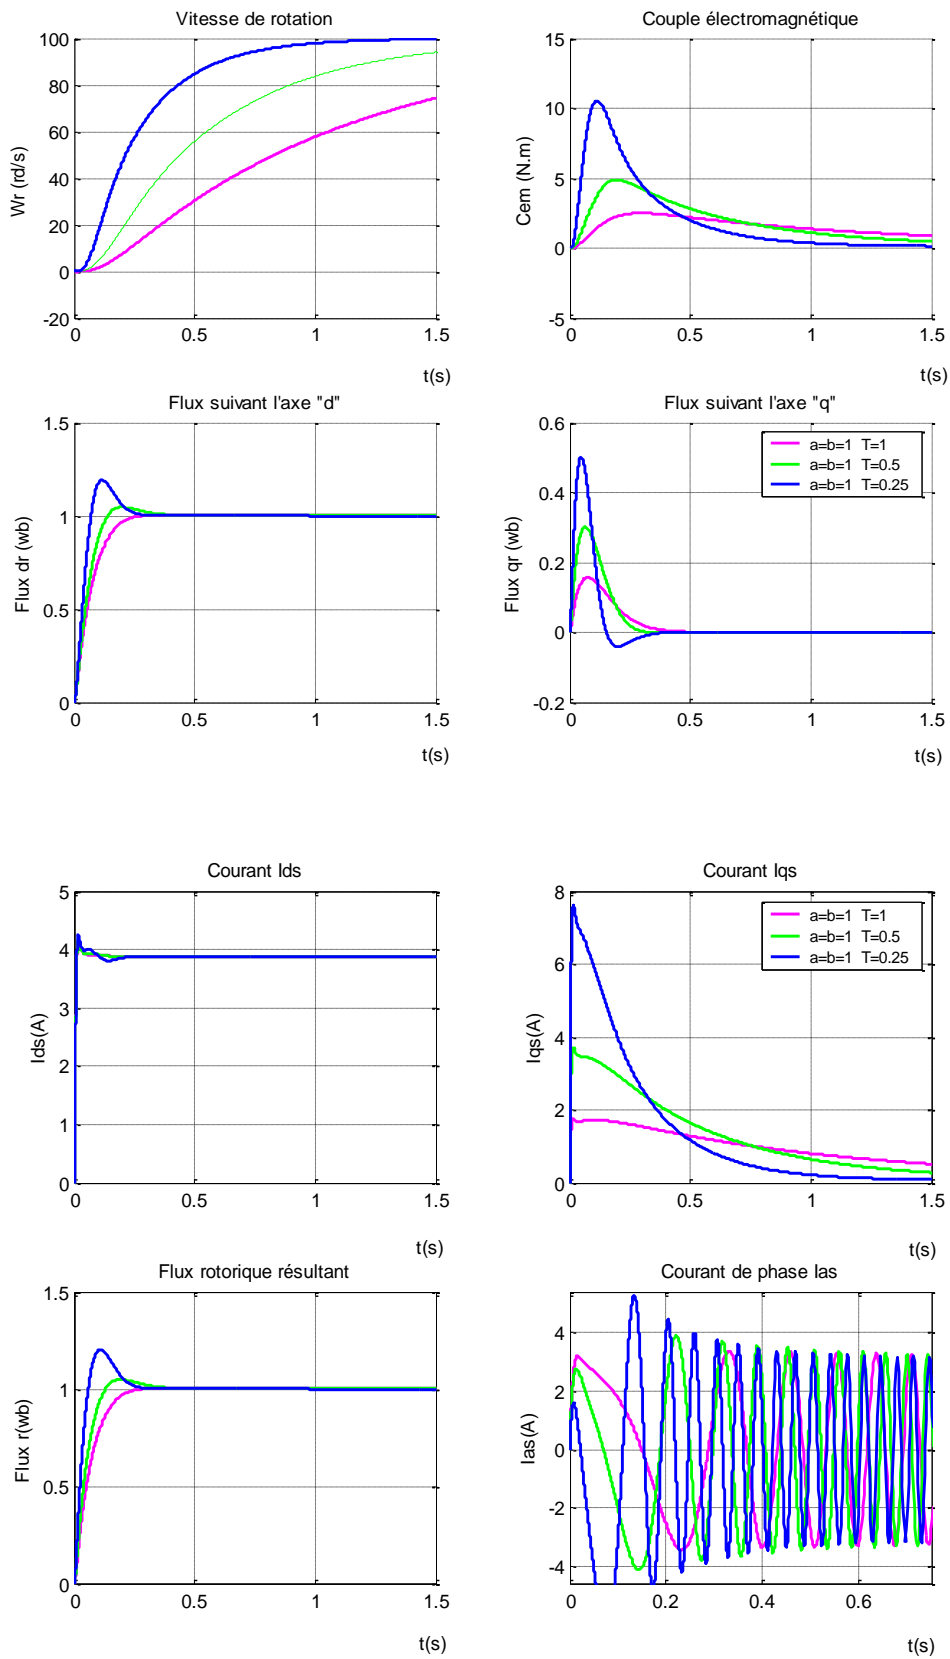 Vitesse de rotation
Wr (rd/s)
100
80
60
40
20
0
-20
0 0.5 1 1.5
t(s)
Couple électromagnétique
Cem (N.m)
15
10
5
0
-5
0 0.5 1 1.5
t(s)
Flux suivant l'axe "d"
Flux dr (wb)
1.5
1
0.5
0
0 0.5 1 1.5
t(s)
Flux suivant l'axe "q"
Flux qr (wb)
0.6
0.4
0.2
0
-0.2
a=b=1 T=1
a=b=1 T=0.5
a=b=1 T=0.25
0 0.5 1 1.5
t(s)
Courant Ids
Ids(A)
5
4
3
2
1
0
0 0.5 1 1.5
t(s)
Courant Iqs
Iqs(A)
8
6
4
2
0
a=b=1 T=1
a=b=1 T=0.5
a=b=1 T=0.25
0 0.5 1 1.5
t(s)
Flux rotorique résultant
Flux r(wb)
1.5
1
0.5
0
0 0.5 1 1.5
t(s)
Courant de phase Ias
Ias(A)
4
2
0
-2
-4
0 0.2 0.4 0.6
t(s)